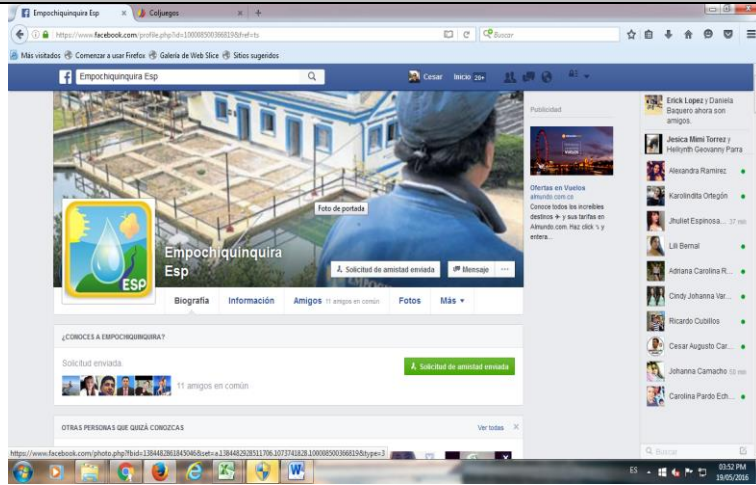 Empochiquinquira Esp
Coljuegos
https://www.facebook.com/profile.php?id=100008500366819&fref=ts
Buscar
Más visitados
Comenzar a usar Firefox
Galería de Web Slice
Sitios sugeridos
Empochiquinquira Esp
Cesar
Inicio 20+
Foto de portada
ESP
Empochiquinquira
Esp
Solicitud de amistad enviada
Mensaje
Biografía
Información
Amigos 11 amigos en común
Fotos
Más
¿CONOCES A EMPOCHIQUINQUIRA?
Solicitud enviada.
Solicitud de amistad enviada
11 amigos en común
OTRAS PERSONAS QUE QUIZÁ CONOZCAS
Ver todas
Publicidad
Ofertas en Vuelos
almundo.com.co
Conoce todos los increíbles
destinos ✈ y sus tarifas en
Almundo.com. Haz click y
entera...
Erick Lopez y Daniela
Baquero ahora son
amigos.
Jesica Mimi Torrez y
Helkynth Geovanny Parra
Alexandra Ramirez
Karolindita Ortegón
Jhuliet Espinosa... 37 min
Lili Bernal
Adriana Carolina R...
Cindy Johanna Var...
Ricardo Cubillos
Cesar Augusto Car...
Johanna Camacho
Carolina Pardo Ech...
Buscar
ES
03:52 PM
19/05/2016